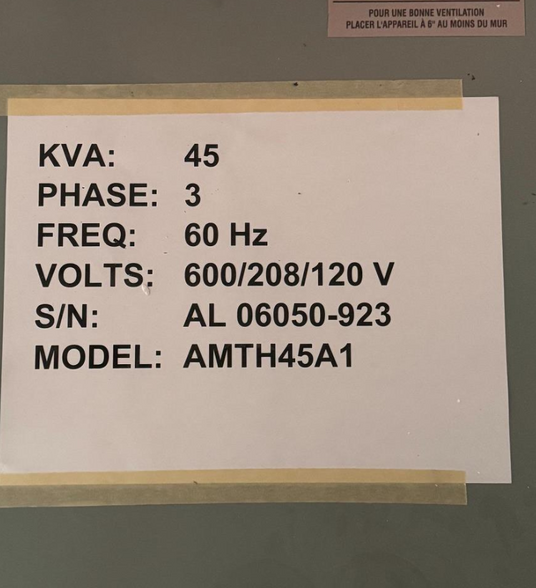 POUR UNE BONNE VENTILATION
PLACER L'APPAREIL À 6" AU MOINS DU MUR
KVA: 45
PHASE: 3
FREQ: 60 Hz
VOLTS: 600/208/120 V
S/N: AL 06050-923
MODEL: AMTH45A1